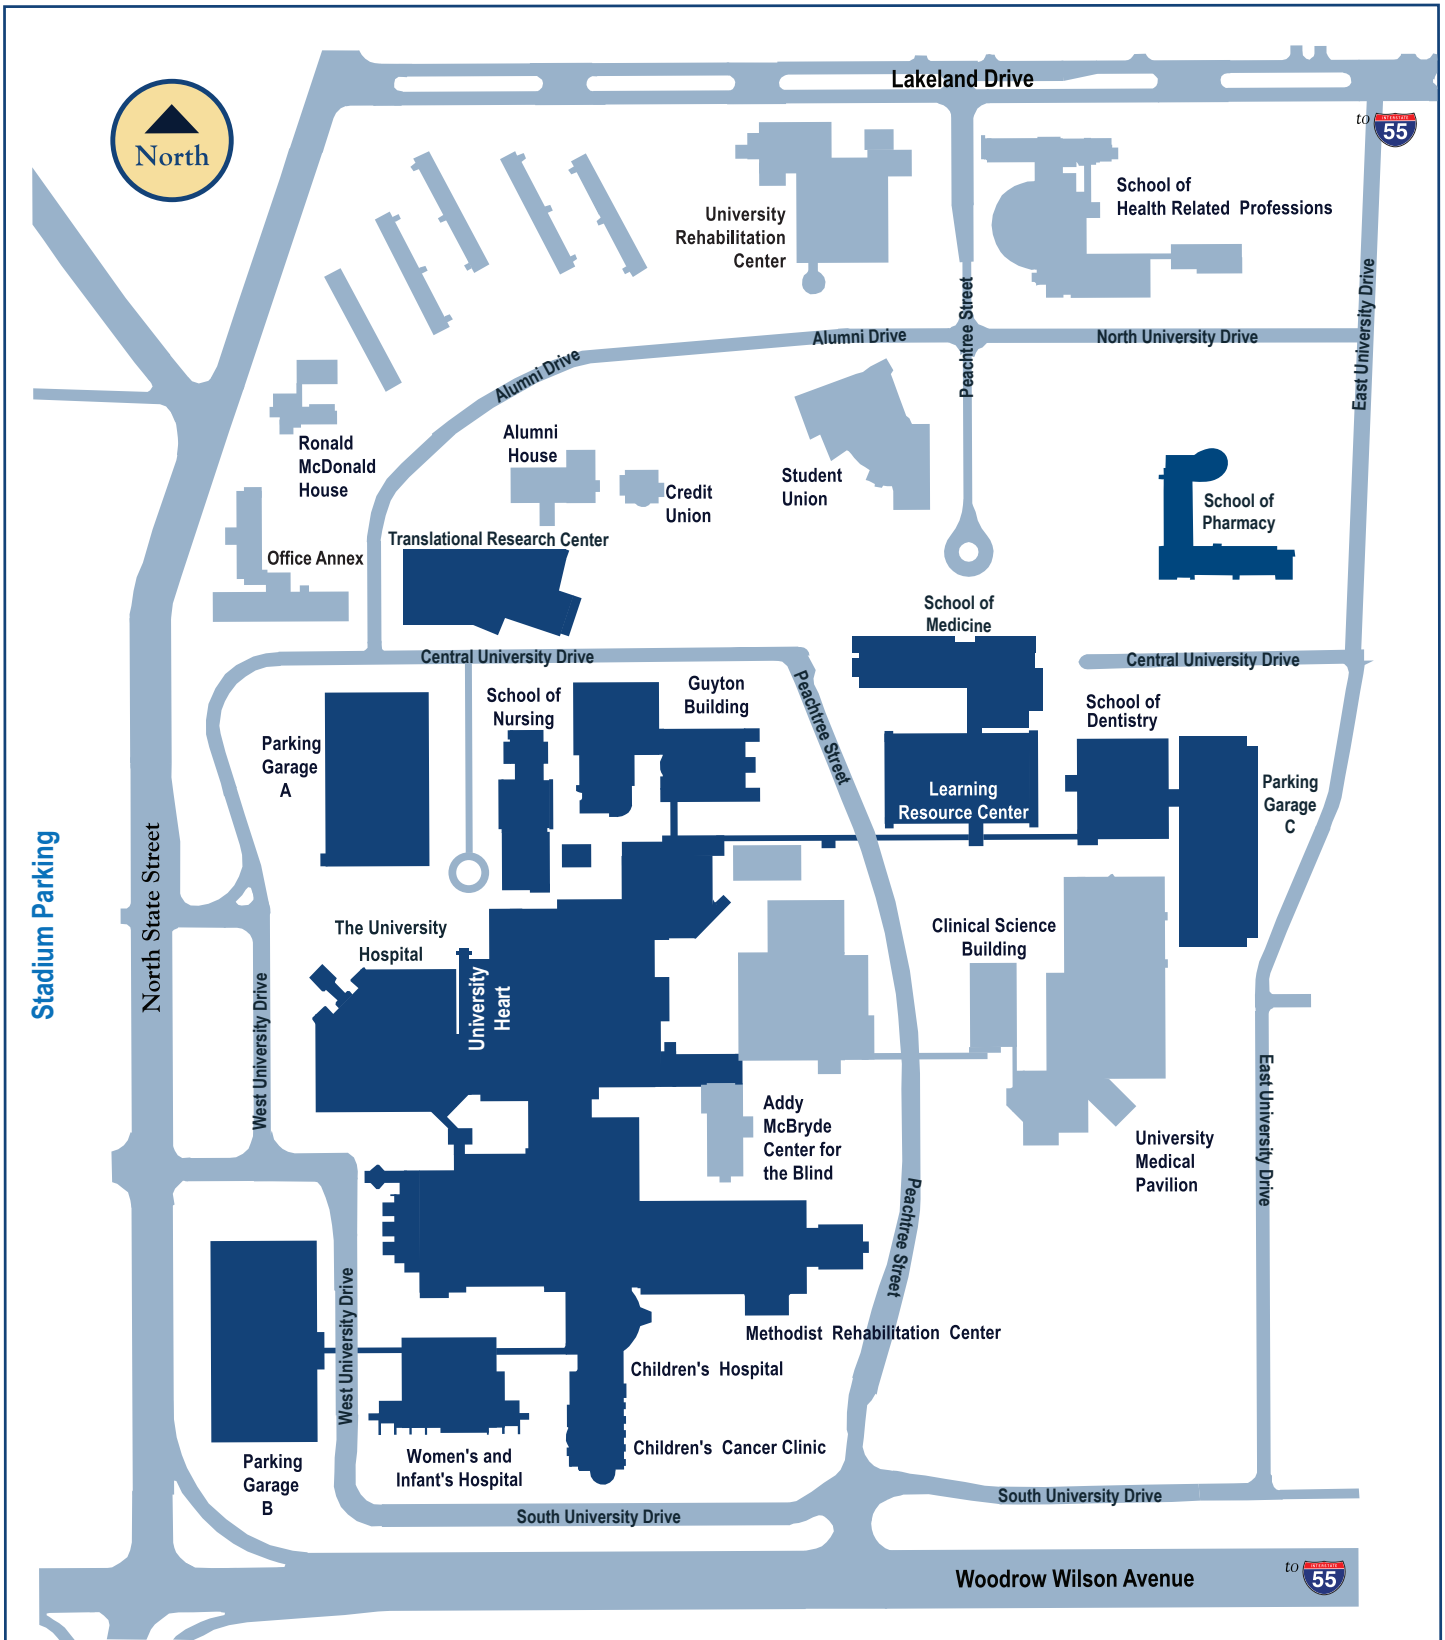 Lakeland Drive
North
to
INTERSTATE
55
School of
Health Related Professions
University
Rehabilitation
Center
Peachtree Street
East University Drive
Alumni Drive
North University Drive
Alumni Drive
Ronald
McDonald
House
Alumni
House
Credit
Union
Student
Union
School of
Pharmacy
Office Annex
Translational Research Center
School of
Medicine
Central University Drive
Central University Drive
School of
Nursing
Guyton
Building
Peachtree Street
School of
Dentistry
Parking
Garage
A
Learning
Resource Center
Parking
Garage
C
Stadium Parking
North State Street
The University
Hospital
University
Heart
Clinical Science
Building
West University Drive
East University Drive
Addy
McBryde
Center for
the Blind
University
Medical
Pavilion
Peachtree Street
West University Drive
Methodist Rehabilitation Center
Children's Hospital
Children's Cancer Clinic
Women's and
Infant's Hospital
Parking
Garage
B
South University Drive
South University Drive
Woodrow Wilson Avenue
to
INTERSTATE
55